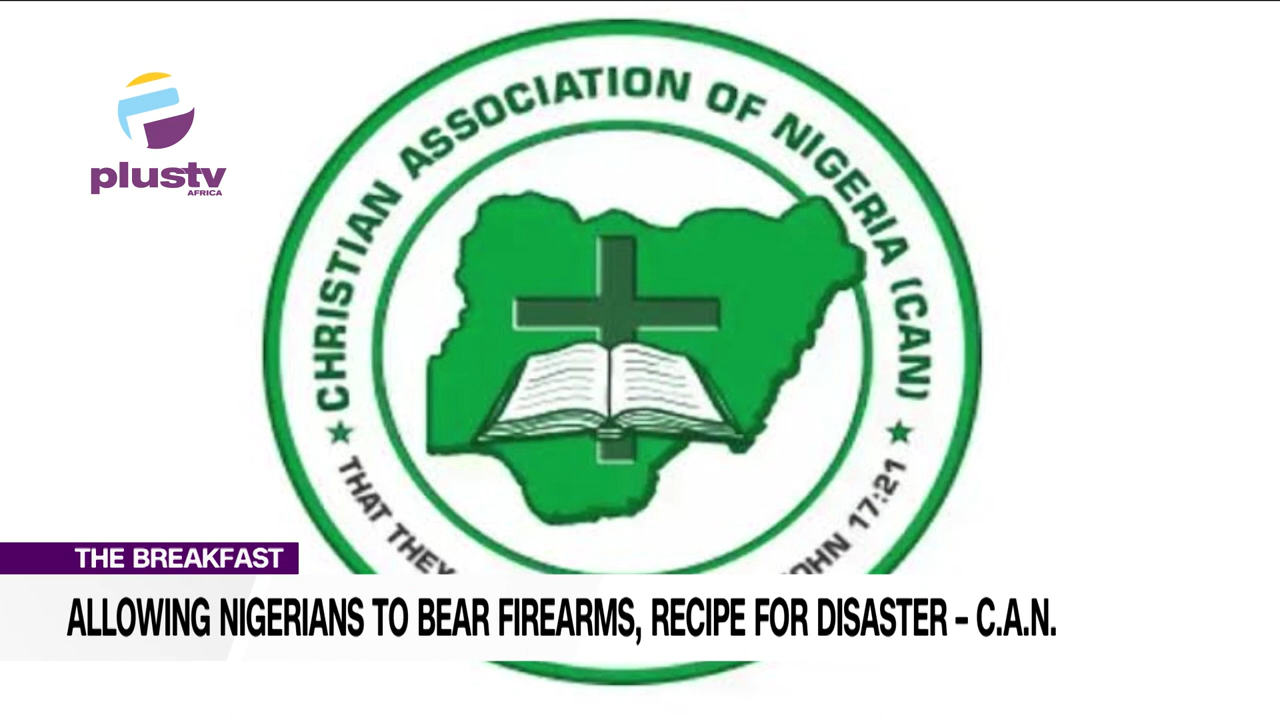 plustv
AFRICA
CHRISTIAN ASSOCIATION OF NIGERIA (CAN)
THAT THEY
JOHN 17:21
THE BREAKFAST
ALLOWING NIGERIANS TO BEAR FIREARMS, RECIPE FOR DISASTER – C.A.N.